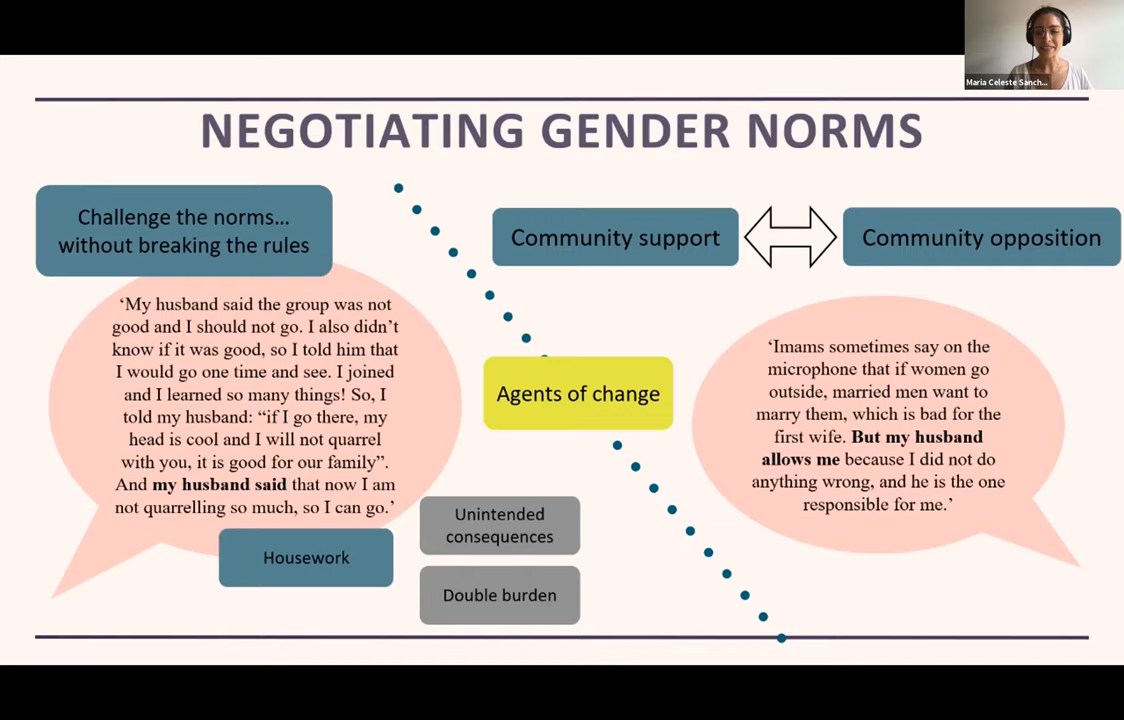 Maria Celeste Sanch...
NEGOTIATING GENDER NORMS
Challenge the norms...
without breaking the rules
‘My husband said the group was not
good and I should not go. I also didn’t
know if it was good, so I told him that
I would go one time and see. I joined
and I learned so many things! So, I
told my husband: “if I go there, my
head is cool and I will not quarrel
with you, it is good for our family”.
And my husband said that now I am
not quarrelling so much, so I can go.’
Housework
Unintended
consequences
Double burden
Agents of change
Community support
Community opposition
‘Imams sometimes say on the
microphone that if women go
outside, married men want to
marry them, which is bad for the
first wife. But my husband
allows me because I did not do
anything wrong, and he is the one
responsible for me.’